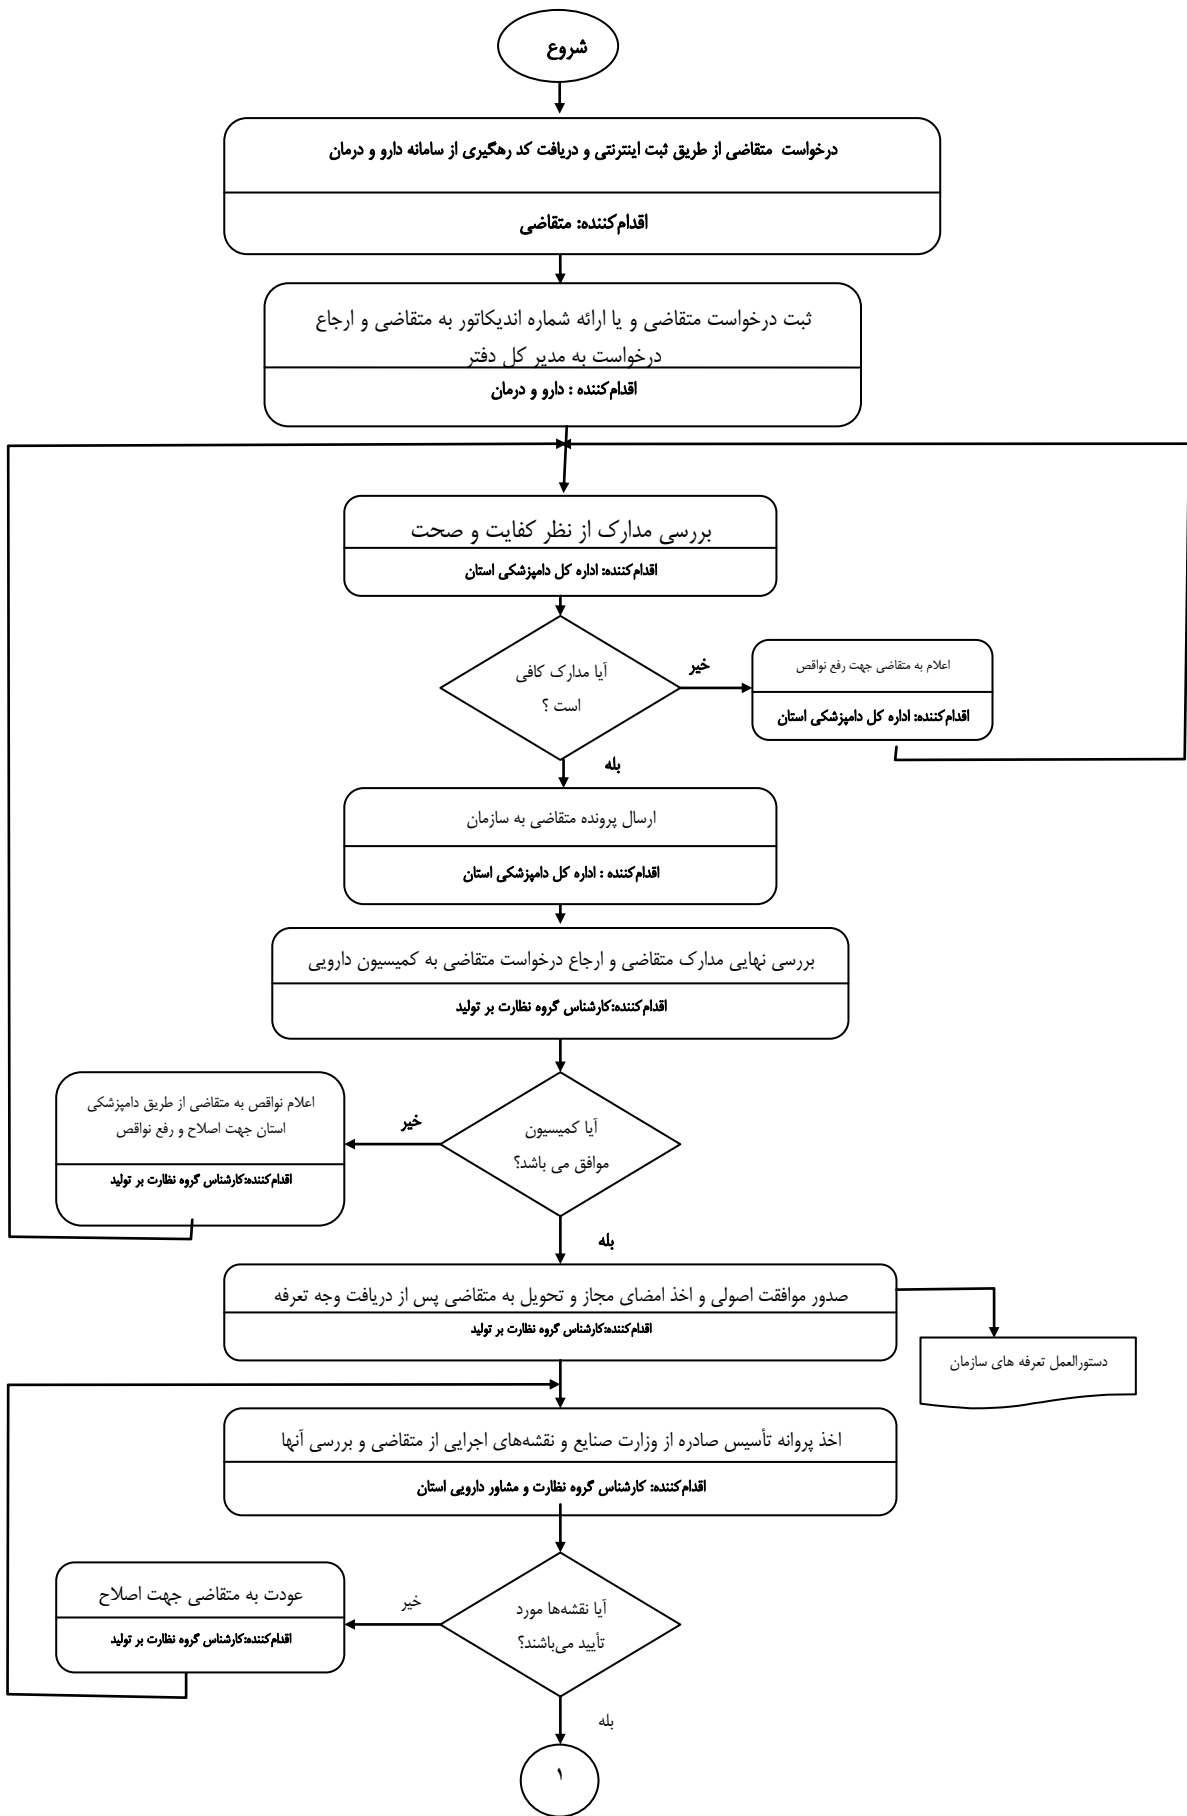 شروع
درخواست متقاضی از طریق ثبت اینترنتی و دریافت کد رهگیری از سامانه دارو و درمان
اقدام‌کننده: متقاضی
ثبت درخواست متقاضی و یا ارائه شماره اندیکاتور به متقاضی و ارجاع
درخواست به مدیر کل دفتر
اقدام‌کننده : دارو و درمان
بررسی مدارک از نظر کفایت و صحت
اقدام‌کننده: اداره کل دامپزشکی استان
آیا مدارک کافی
است ؟
خیر
اعلام به متقاضی جهت رفع نواقص
اقدام‌کننده: اداره کل دامپزشکی استان
بله
ارسال پرونده متقاضی به سازمان
اقدام‌کننده : اداره کل دامپزشکی استان
بررسی نهایی مدارک متقاضی و ارجاع درخواست متقاضی به کمیسیون دارویی
اقدام‌کننده:کارشناس گروه نظارت بر تولید
آیا کمیسیون
موافق می باشد؟
خیر
اعلام نواقص به متقاضی از طریق دامپزشکی
استان جهت اصلاح و رفع نواقص
اقدام‌کننده:کارشناس گروه نظارت بر تولید
بله
صدور موافقت اصولی و اخذ امضای مجاز و تحویل به متقاضی پس از دریافت وجه تعرفه
اقدام‌کننده:کارشناس گروه نظارت بر تولید
دستورالعمل تعرفه های سازمان
اخذ پروانه تأسیس صادره از وزارت صنایع و نقشه‌های اجرایی از متقاضی و بررسی آنها
اقدام‌کننده: کارشناس گروه نظارت و مشاور دارویی استان
آیا نقشه‌ها مورد
تأیید می‌باشند؟
خیر
عودت به متقاضی جهت اصلاح
اقدام‌کننده:کارشناس گروه نظارت بر تولید
بله
۱